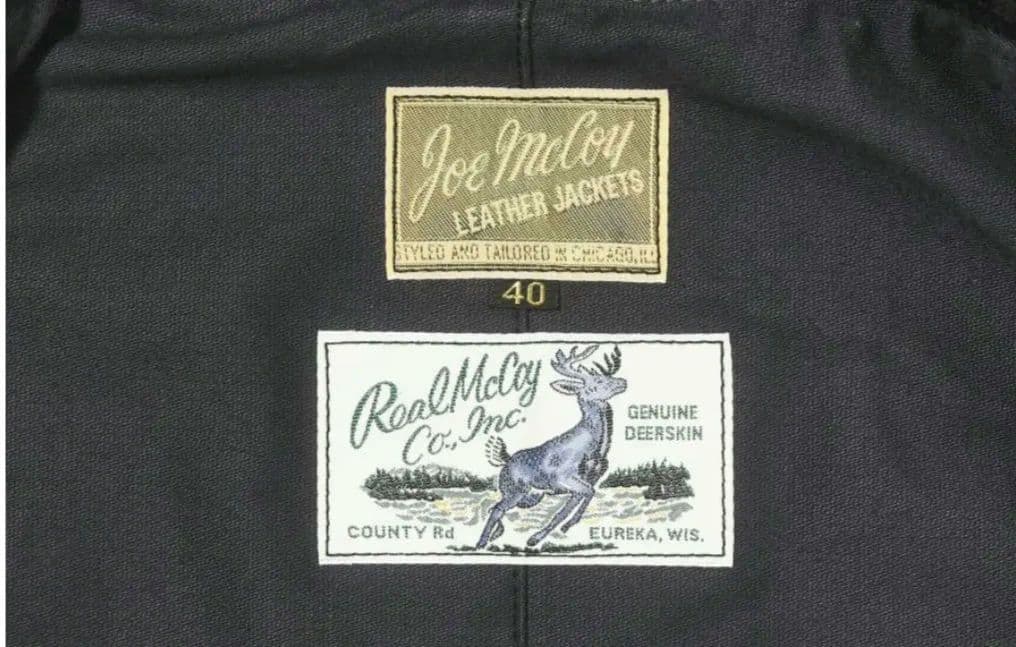 Joe McCoy
LEATHER JACKETS
STYLED AND TAILORED IN CHICAGO, ILL
40
Real McCoy
Co., Inc.
GENUINE
DEERSKIN
COUNTY Rd
EUREKA, WIS.